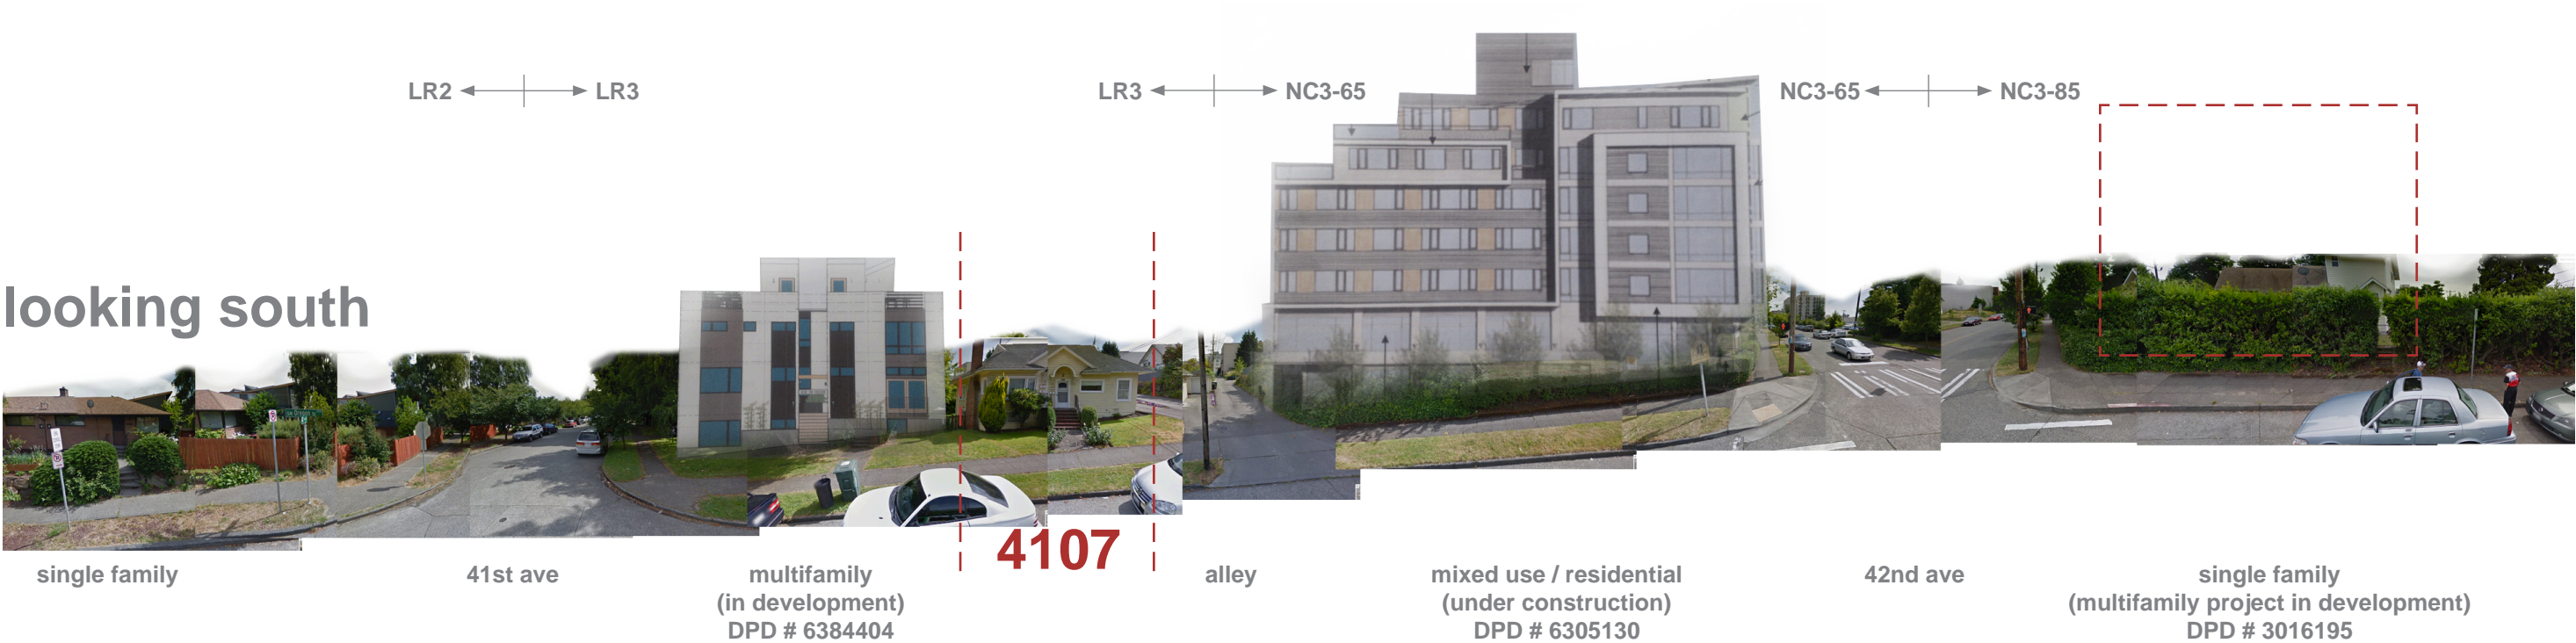 LR2
LR3
LR3
NC3-65
NC3-65
NC3-85
looking south
4107
single family
41st ave
multifamily
(in development)
DPD # 6384404
alley
mixed use / residential
(under construction)
DPD # 6305130
42nd ave
single family
(multifamily project in development)
DPD # 3016195